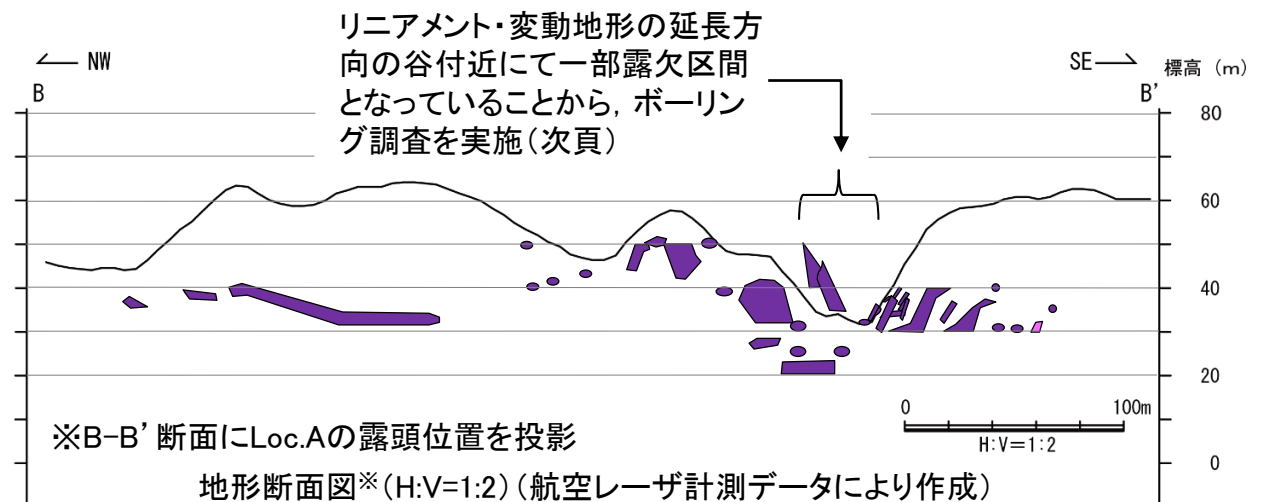 リニアメント・変動地形の延長方
向の谷付近にて一部露欠区間
となっていることから，ボーリン
グ調査を実施(次頁)
NW
SE
標高 (m)
B
B'
80
60
40
20
0
0 100m
H:V=1:2
※B-B'断面にLoc.Aの露頭位置を投影
地形断面図※(H:V=1:2)(航空レーザ計測データにより作成)